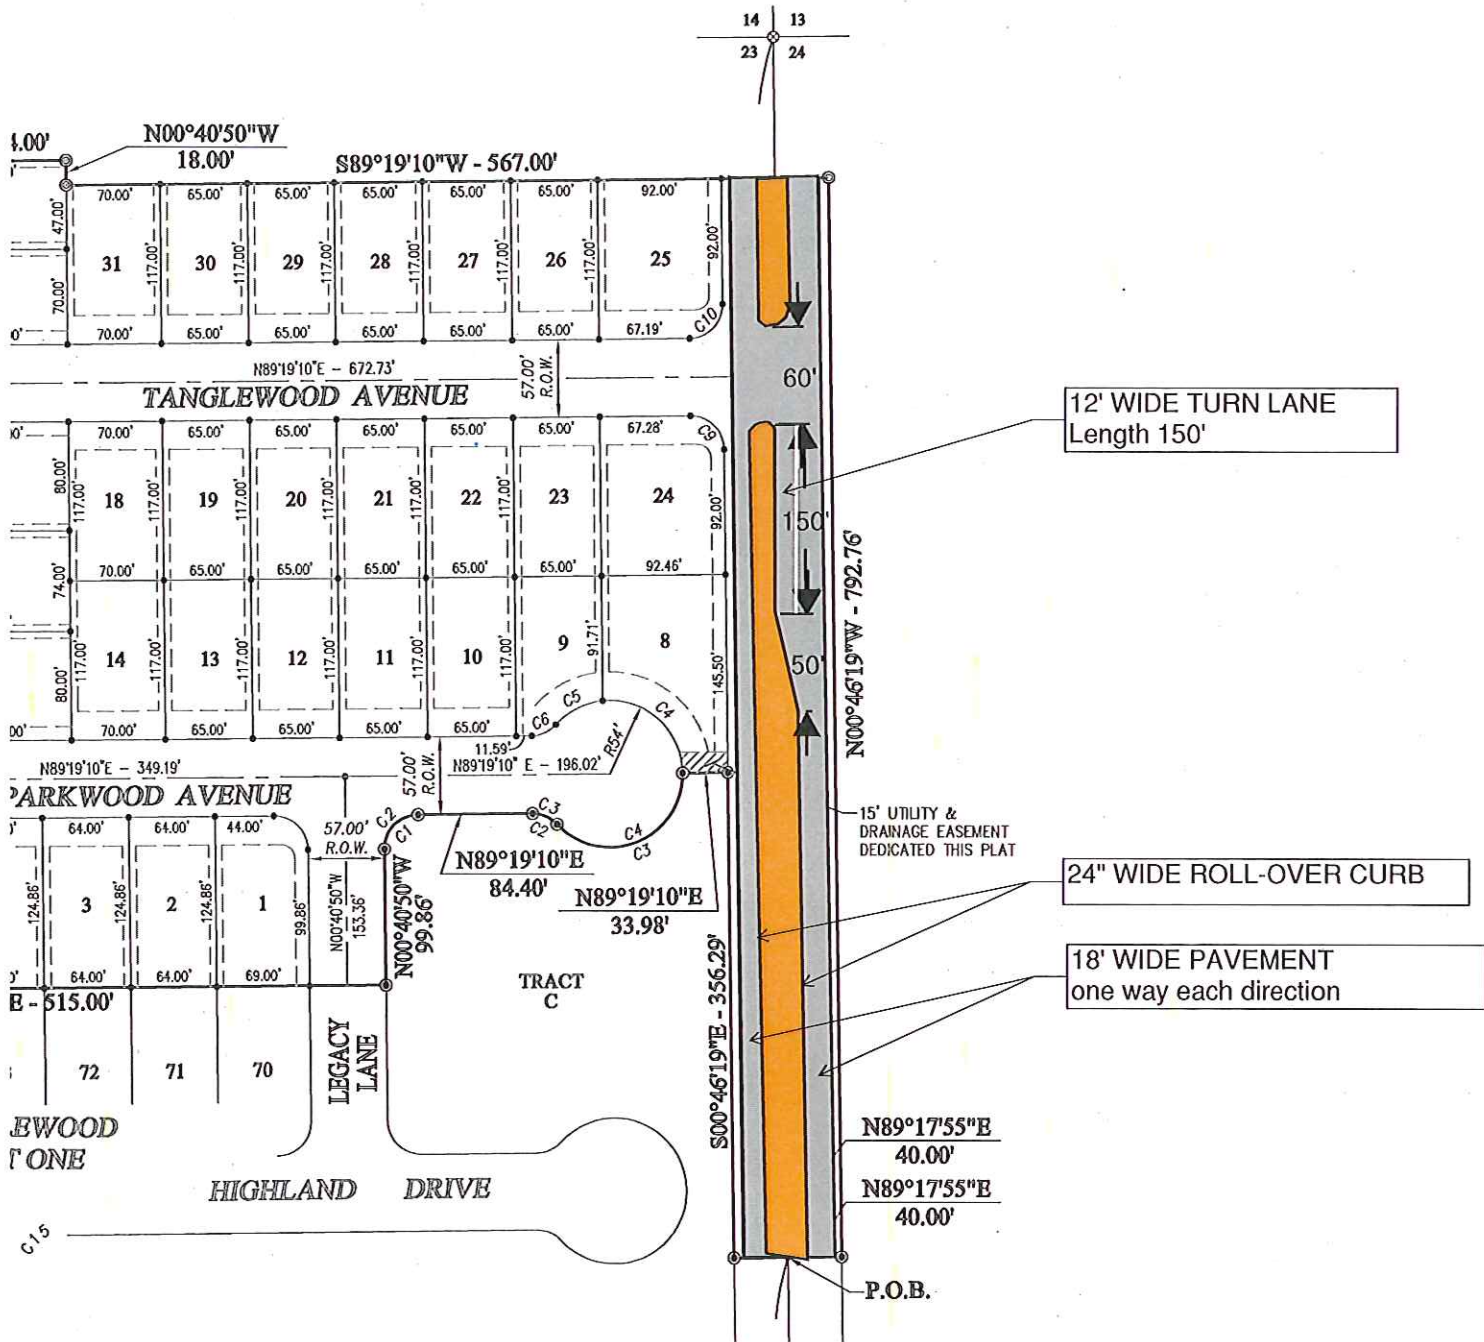 14 13
23 24
4.00'
N00°40'50"W
18.00'
S89°19'10"W - 567.00'
70.00' 65.00' 65.00' 65.00' 65.00' 65.00' 92.00'
47.00'
70.00'
117.00' 117.00' 117.00' 117.00' 117.00' 117.00' 92.00'
31 30 29 28 27 26 25
C10
70.00' 65.00' 65.00' 65.00' 65.00' 65.00' 67.19'
N89°19'10"E - 672.73'
57.00'
R.O.W.
TANGLEWOOD AVENUE
60'
12' WIDE TURN LANE
Length 150'
70.00' 65.00' 65.00' 65.00' 65.00' 65.00' 67.28'
C9
80.00'
117.00' 117.00' 117.00' 117.00' 117.00' 117.00' 117.00' 92.00'
18 19 20 21 22 23 24
150'
N00°46'19"W - 792.76'
74.00'
70.00' 65.00' 65.00' 65.00' 65.00' 65.00' 92.46'
80.00'
117.00' 117.00' 117.00' 117.00' 117.00' 117.00' 91.71' 145.50'
14 13 12 11 10 9 8
50'
C6 C5 C4
00' 70.00' 65.00' 65.00' 65.00' 65.00'
11.59'
R54'
N89°19'10"E - 349.19'
57.00'
R.O.W.
N89°19'10" E - 196.02'
PARKWOOD AVENUE
64.00' 64.00' 44.00'
57.00'
R.O.W.
C2
C1
C3
C2
C4
C3
15' UTILITY &
DRAINAGE EASEMENT
DEDICATED THIS PLAT
N89°19'10"E
84.40'
N89°19'10"E
33.98'
24" WIDE ROLL-OVER CURB
124.86' 124.86' 124.86' 99.86'
3 2 1
N00°40'50"W
153.36'
N00°40'50"W
99.86'
64.00' 64.00' 69.00'
E - 515.00'
TRACT
C
S00°46'19"E - 356.29'
18' WIDE PAVEMENT
one way each direction
72 71 70
LEGACY
LANE
EWOOD
T ONE
N89°17'55"E
40.00'
N89°17'55"E
40.00'
HIGHLAND DRIVE
C15
P.O.B.